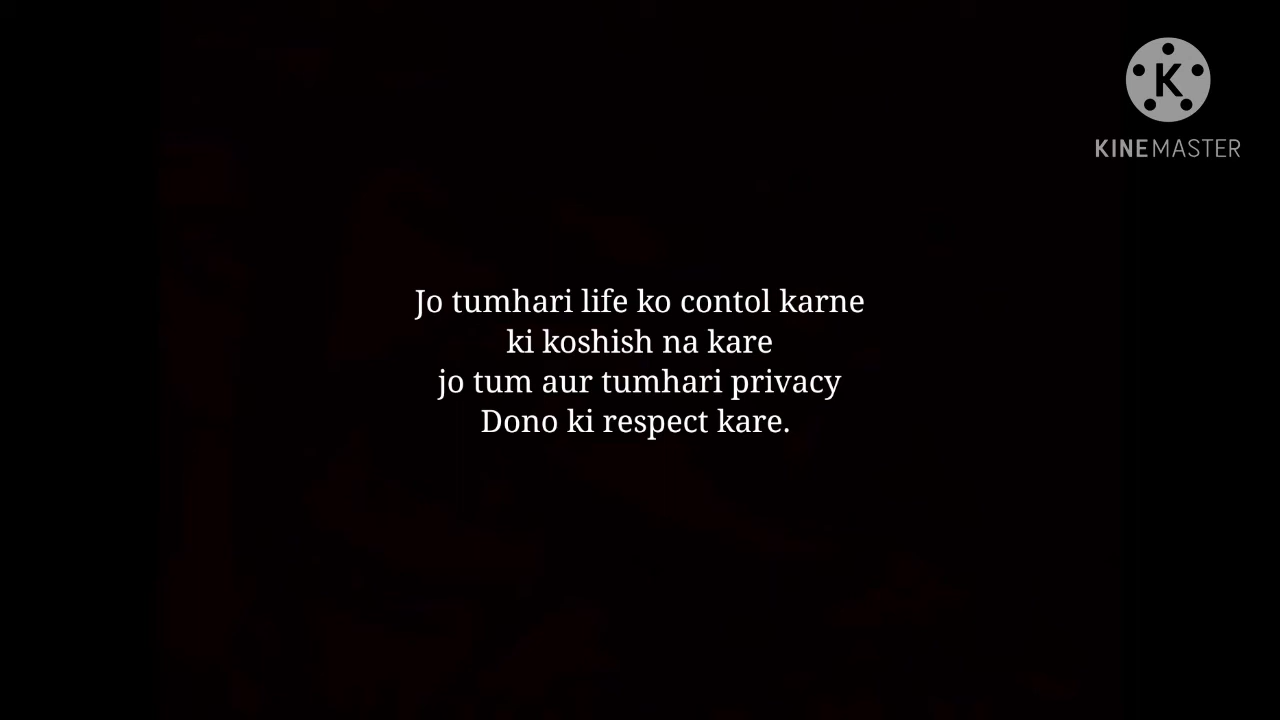 K
KINEMASTER
Jo tumhari life ko contol karne
ki koshish na kare
jo tum aur tumhari privacy
Dono ki respect kare.